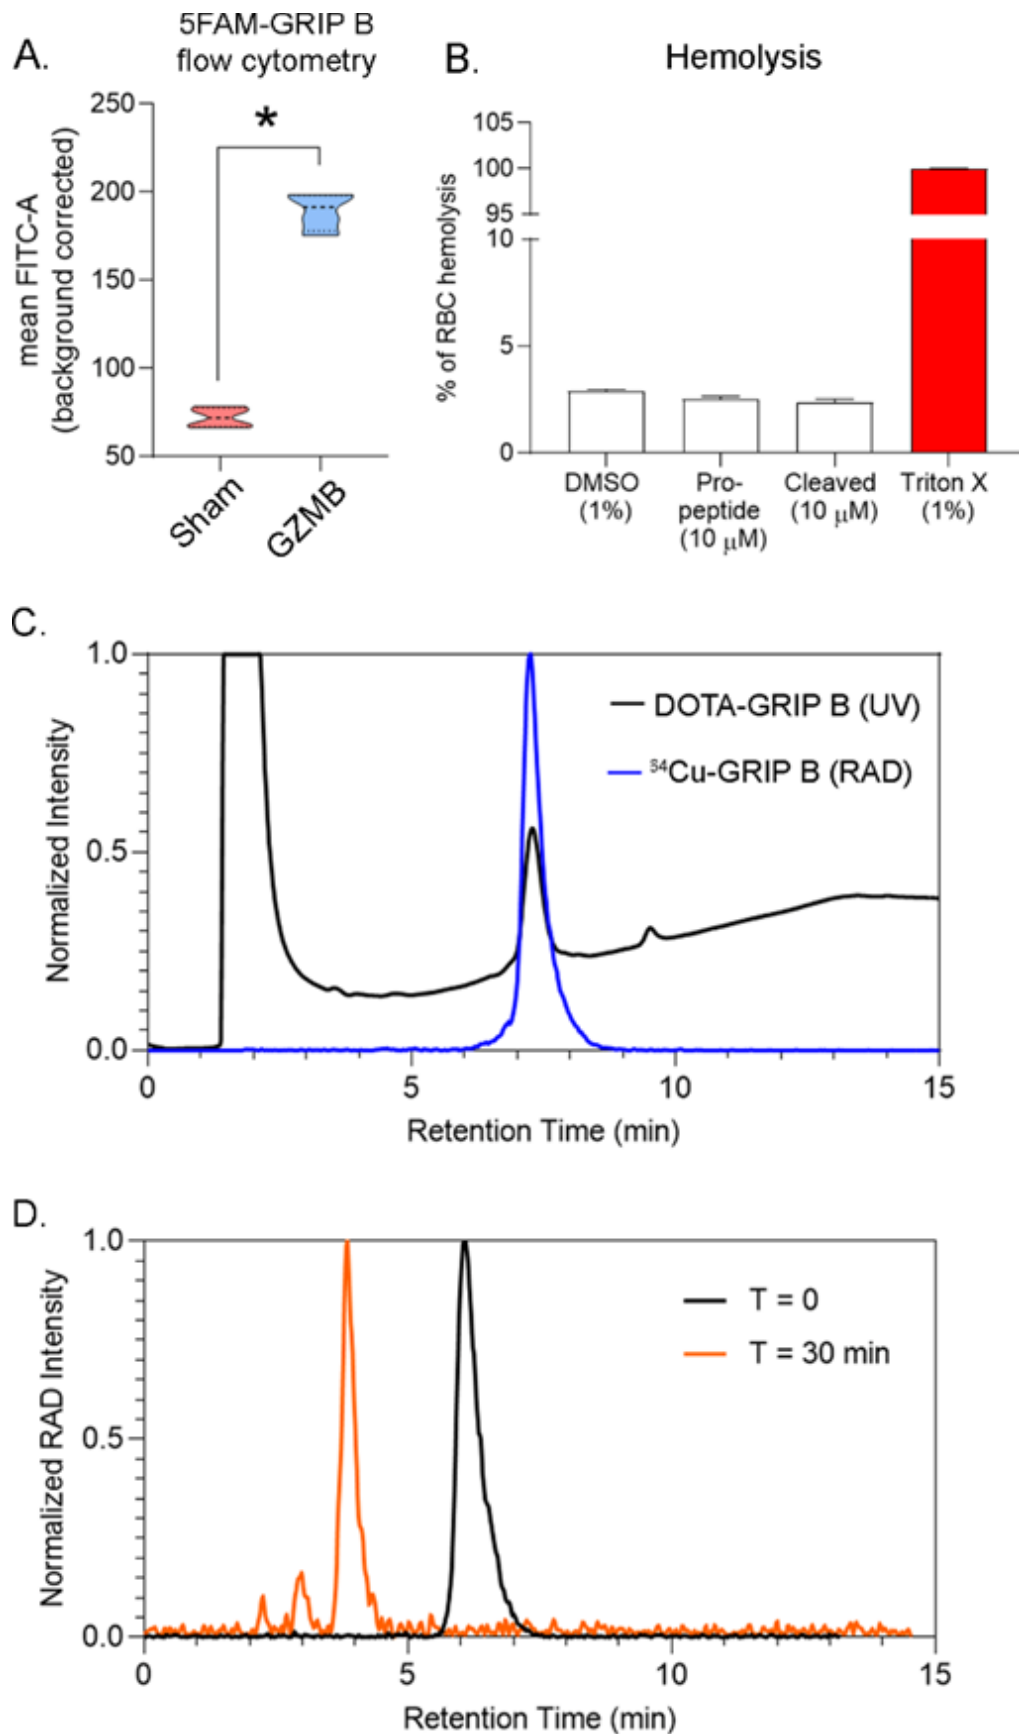 A.
5FAM-GRIP B
flow cytometry
mean FITC-A
(background corrected)
250
200
150
100
50
*
Sham
GZMB
B.
Hemolysis
% of RBC hemolysis
105
100
95
10
5
0
DMSO
(1%)
Pro-
peptide
(10 μM)
Cleaved
(10 μM)
Triton X
(1%)
C.
Normalized Intensity
1.0
0.5
0.0
DOTA-GRIP B (UV)
⁶⁴Cu-GRIP B (RAD)
0
5
10
15
Retention Time (min)
D.
Normalized RAD Intensity
1.0
0.5
0.0
T = 0
T = 30 min
0
5
10
15
Retention Time (min)